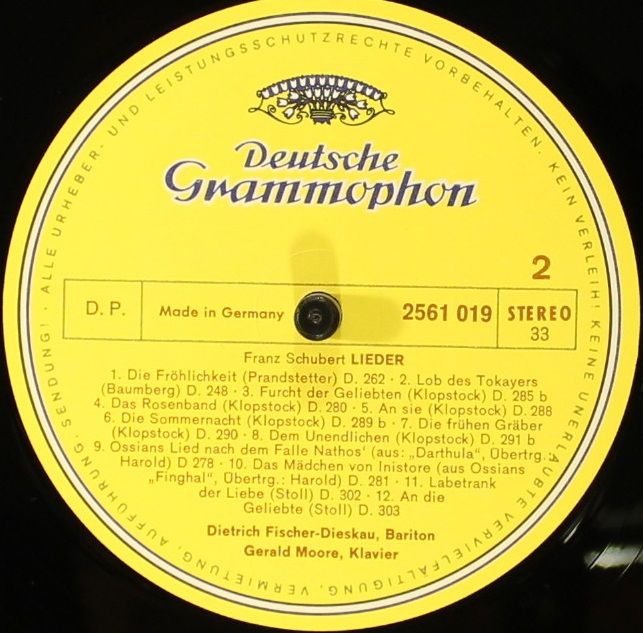 ALLE URHEBER- UND LEISTUNGSSCHUTZRECHTE VORBEHALTEN. KEIN VERLEIH! KEINE UNERLAUBTE VERVIELFÄLTIGUNG, VERMIETUNG, AUFFÜHRUNG, SENDUNG! ·
Deutsche
Grammophon
2
D. P.
Made in Germany
2561 019
STEREO
33
Franz Schubert LIEDER
1. Die Fröhlichkeit (Prandstetter) D. 262 · 2. Lob des Tokayers
(Baumberg) D. 248 · 3. Furcht der Geliebten (Klopstock) D. 285 b
4. Das Rosenband (Klopstock) D. 280 · 5. An sie (Klopstock) D. 288
6. Die Sommernacht (Klopstock) D. 289 b · 7. Die frühen Gräber
(Klopstock) D. 290 · 8. Dem Unendlichen (Klopstock) D. 291 b
9. Ossians Lied nach dem Falle Nathos' (aus: „Darthula", Übertrg.
Harold) D 278 · 10. Das Mädchen von Inistore (aus Ossians
„Finghal", Übertrg.: Harold) D. 281 · 11. Labetrank
der Liebe (Stoll) D. 302 · 12. An die
Geliebte (Stoll) D. 303
Dietrich Fischer-Dieskau, Bariton
Gerald Moore, Klavier